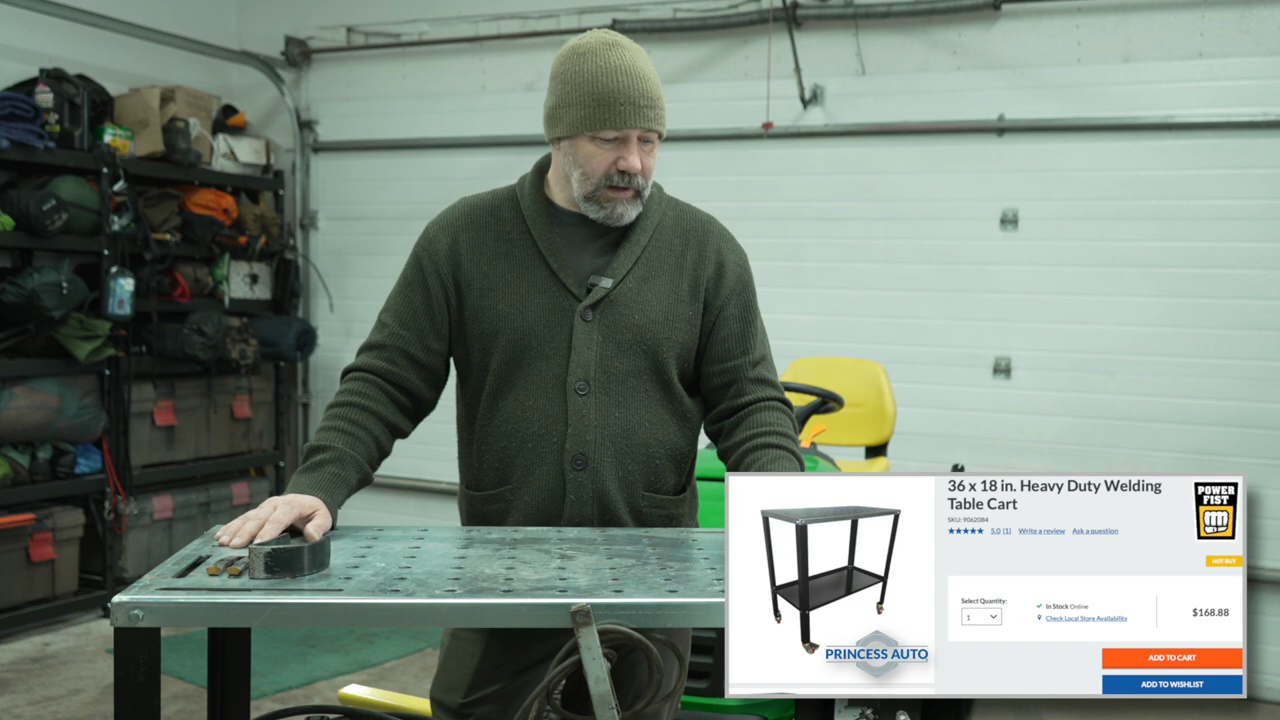 36 x 18 in. Heavy Duty Welding
Table Cart
SKU: 9062084
5.0 (1) Write a review Ask a question
POWER
FIST
HOT BUY
Select Quantity:
1
In Stock Online
Check Local Store Availability
$168.88
PRINCESS AUTO
ADD TO CART
ADD TO WISHLIST